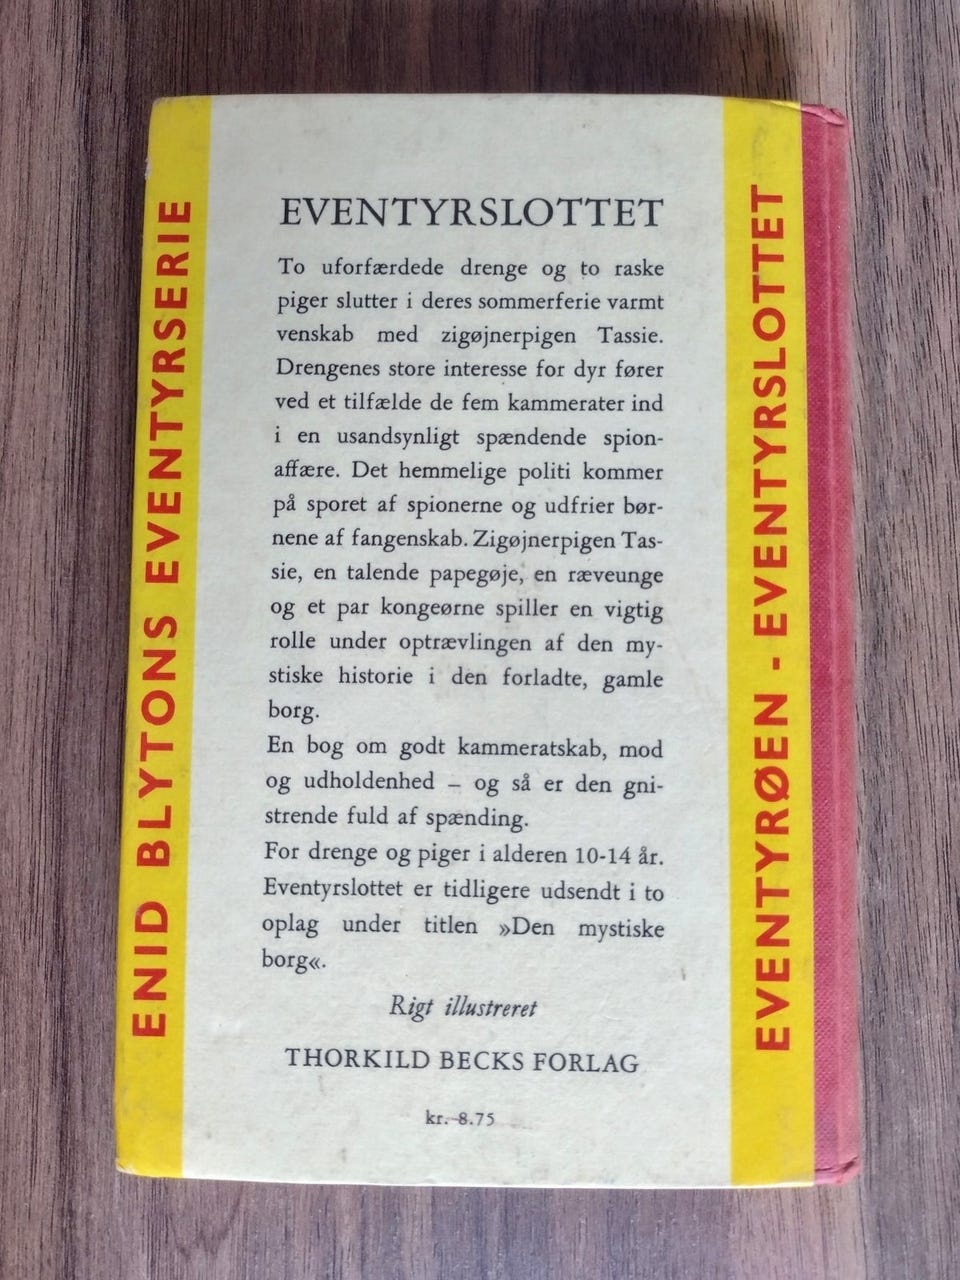 ENID BLYTONS EVENTYRSERIE
EVENTYRSLOTTET
To uforfærdede drenge og to raske
piger slutter i deres sommerferie varmt
venskab med zigøjnerpigen Tassie.
Drengenes store interesse for dyr fører
ved et tilfælde de fem kammerater ind
i en usandsynligt spændende spion-
affære. Det hemmelige politi kommer
på sporet af spionerne og udfrier bør-
nene af fangenskab. Zigøjnerpigen Tas-
sie, en talende papegøje, en ræveunge
og et par kongeørne spiller en vigtig
rolle under optrævlingen af den my-
stiske historie i den forladte, gamle
borg.
En bog om godt kammeratskab, mod
og udholdenhed – og så er den gni-
strende fuld af spænding.
For drenge og piger i alderen 10-14 år.
Eventyrslottet er tidligere udsendt i to
oplag under titlen »Den mystiske
borg«.
Rigt illustreret
THORKILD BECKS FORLAG
kr. 8.75
EVENTYRØEN - EVENTYRSLOTTET